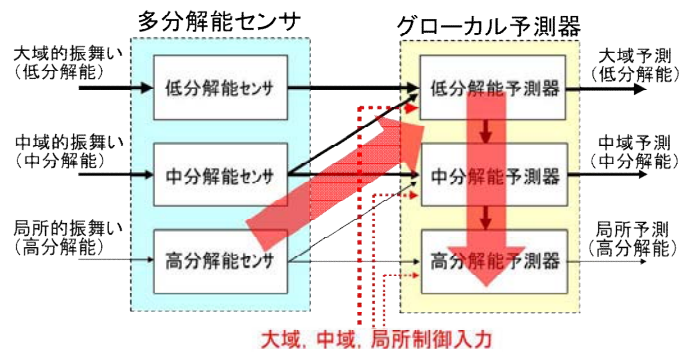 多分解能センサ
グローカル予測器
大域的振舞い
(低分解能)
低分解能センサ
低分解能予測器
大域予測
(低分解能)
中域的振舞い
(中分解能)
中分解能センサ
中分解能予測器
中域予測
(中分解能)
局所的振舞い
(高分解能)
高分解能センサ
高分解能予測器
局所予測
(高分解能)
大域, 中域, 局所制御入力